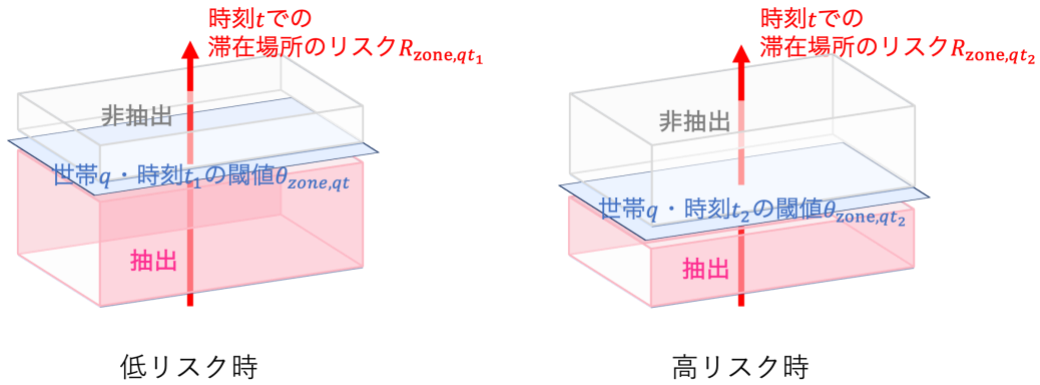 時刻tでの
滞在場所のリスクR_zone,qt₁
非抽出
世帯q・時刻t₁の閾値θ_zone,qt
抽出
低リスク時
時刻tでの
滞在場所のリスクR_zone,qt₂
非抽出
世帯q・時刻t₂の閾値θ_zone,qt₂
抽出
高リスク時